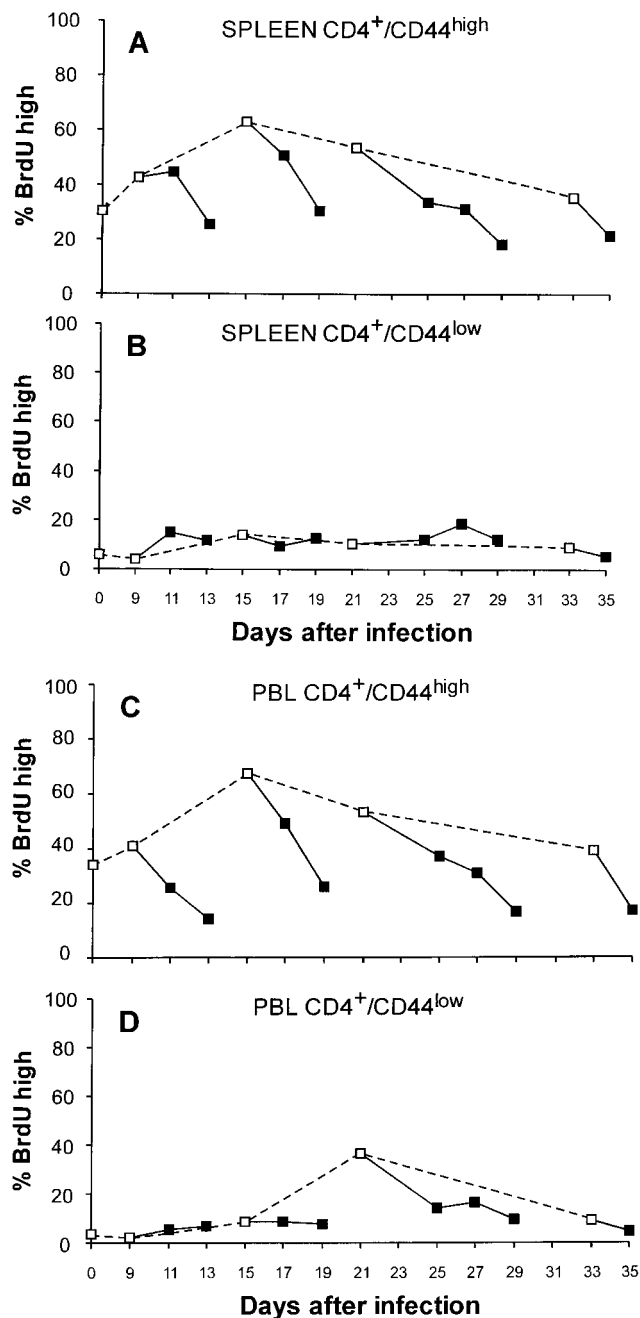 A
SPLEEN CD4+/CD44high
100
80
60
40
20
0
% BrdU high
B
SPLEEN CD4+/CD44low
100
80
60
40
20
0
% BrdU high
0 9 11 13 15 17 19 21 25 27 29 31 33 35
Days after infection
C
PBL CD4+/CD44high
100
80
60
40
20
0
% BrdU high
D
PBL CD4+/CD44low
100
80
60
40
20
0
% BrdU high
0 9 11 13 15 17 19 21 25 27 29 31 33 35
Days after infection